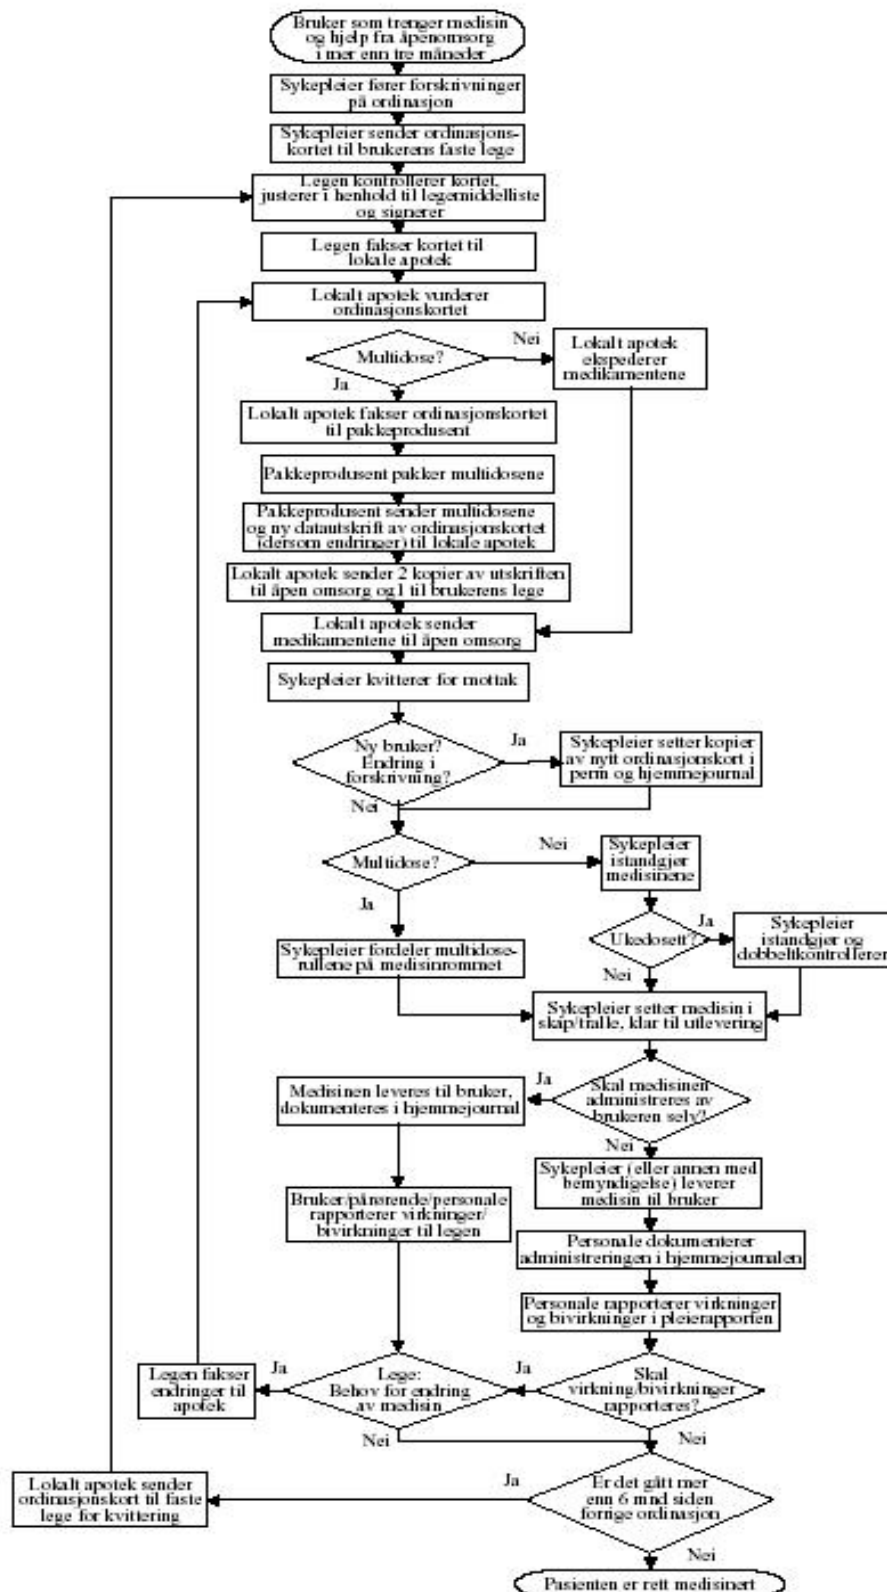 Bruker som trenger medisin
og hjelp fra åpenomsorg
i mer enn tre måneder
Sykepleier fører forskrivninger
på ordinasjon
Sykepleier sender ordinasjons-
kortet til brukerens faste lege
Legen kontrollerer kortet,
justerer i henhold til legemiddelliste
og signerer
Legen fakser kortet til
lokale apotek
Lokalt apotek vurderer
ordinasjonskortet
Multidose?
Nei
Lokalt apotek
ekspederer
medikamentene
Ja
Lokalt apotek fakser ordinasjonskortet
til pakkeprodusent
Pakkeprodusent pakker multidosene
Pakkeprodusent sender multidosene
og ny datautskrift av ordinasjonskortet
(dersom endringer) til lokale apotek
Lokalt apotek sender 2 kopier av utskriften
til åpen omsorg og1 til brukerens lege
Lokalt apotek sender
medikamentene til åpen omsorg
Sykepleier kvitterer for mottak
Ny bruker?
Endring i
forskrivning?
Ja
Sykepleier setter kopier
av nytt ordinasjonskort i
perm og hjemmejournal
Nei
Multidose?
Nei
Sykepleier
istandgjør
medisinene
Ja
Ukedosett?
Ja
Sykepleier
istandgjør og
dobbeltkontrollerer
Nei
Sykepleier fordeler multidose-
rullene på medisinrommet
Sykepleier setter medisin i
skap/tralle, klar til utlevering
Skal medisinen
administreres av
brukeren selv?
Ja
Medisinen leveres til bruker,
dokumenteres i hjemmejournal
Nei
Sykepleier (eller annen med
bemyndigelse) leverer
medisin til bruker
Bruker/pårørende/personale
rapporterer virkninger/
bivirkninger til legen
Personale dokumenterer
administreringen i hjemmejournalen
Personale rapporterer virkninger
og bivirkninger i pleierapporten
Skal
virkning/bivirkninger
rapporteres?
Ja
Lege:
Behov for endring
av medisin
Ja
Legen fakser
endringer til
apotek
Nei
Nei
Er det gått mer
enn 6 mnd siden
forrige ordinasjon
Ja
Lokalt apotek sender
ordinasjonskort til faste
lege for kvittering
Nei
Pasienten er rett medisinert